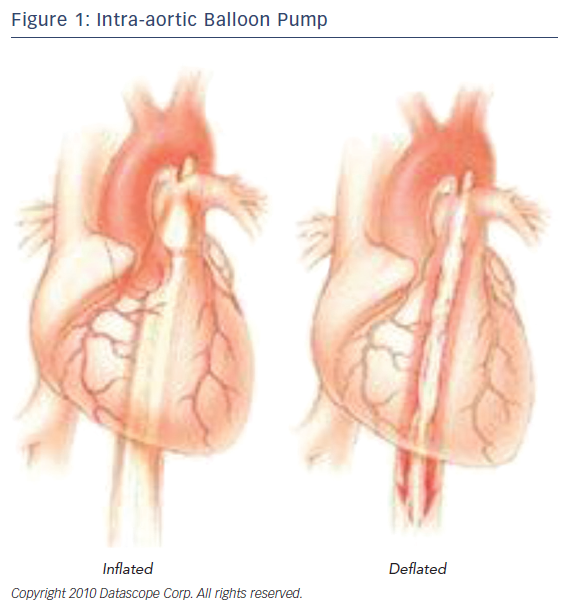 Figure 1: Intra-aortic Balloon Pump
Inflated
Deflated
Copyright 2010 Datascope Corp. All rights reserved.